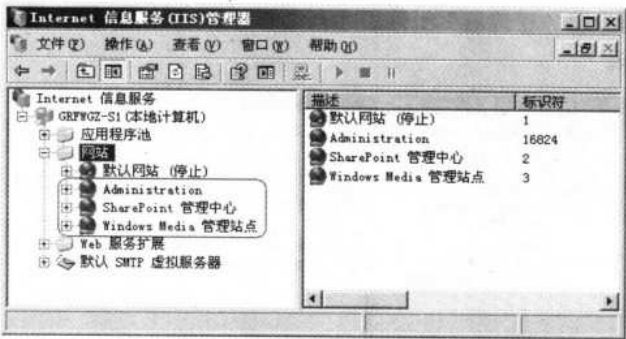 Internet 信息服务(IIS)管理器
文件(F) 操作(A) 查看(V) 窗口(W) 帮助(H)
Internet 信息服务
GRFWGZ-S1(本地计算机)
应用程序池
网站
默认网站 (停止)
Administration
SharePoint 管理中心
Windows Media 管理站点
Web 服务扩展
默认 SMTP 虚拟服务器
描述 标识符
默认网站 (停止) 1
Administration 16824
SharePoint 管理中心 2
Windows Media 管理站点 3